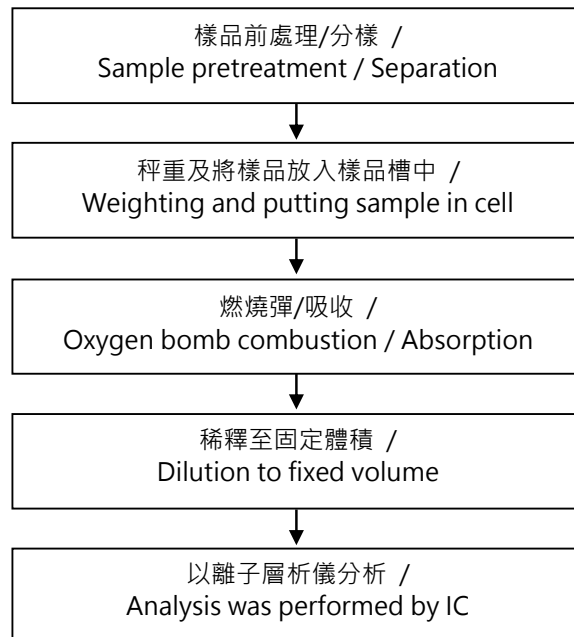 樣品前處理/分樣 /
Sample pretreatment / Separation
秤重及將樣品放入樣品槽中 /
Weighting and putting sample in cell
燃燒彈/吸收 /
Oxygen bomb combustion / Absorption
稀釋至固定體積 /
Dilution to fixed volume
以離子層析儀分析 /
Analysis was performed by IC